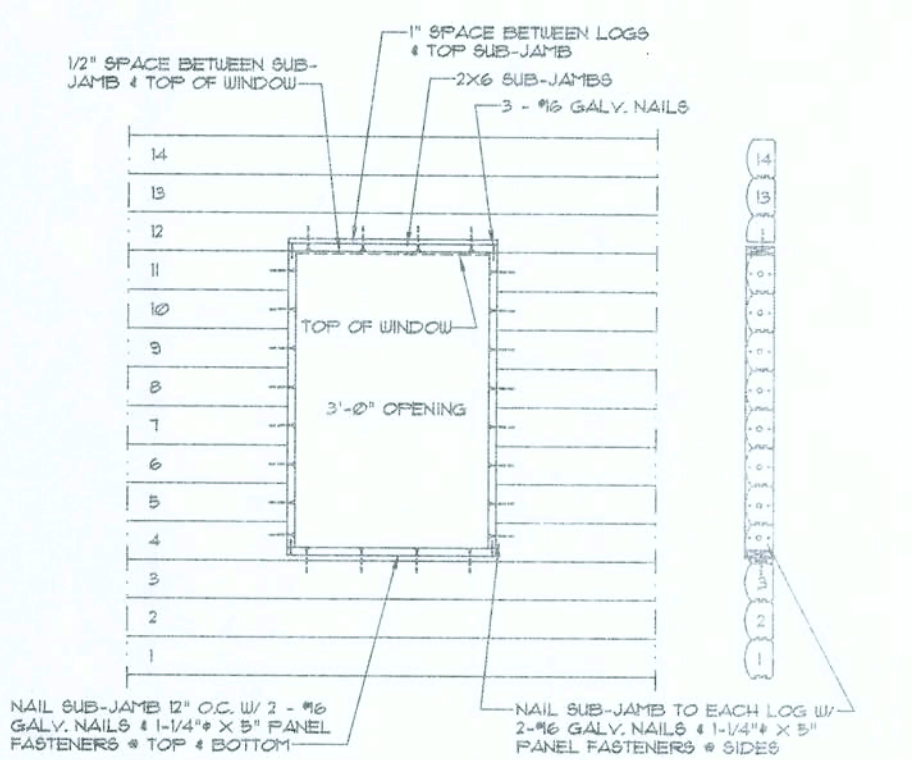 1" SPACE BETWEEN LOGS
& TOP SUB-JAMB
1/2" SPACE BETWEEN SUB-
JAMB & TOP OF WINDOW
2X6 SUB-JAMBS
3 - #16 GALV. NAILS
14
13
12
11
10
9
8
7
6
5
4
3
2
1
TOP OF WINDOW
3'-0" OPENING
14
13
3
2
1
NAIL SUB-JAMB 12" O.C. W/ 2 - #16
GALV. NAILS & 1-1/4"⌀ X 5" PANEL
FASTENERS @ TOP & BOTTOM
NAIL SUB-JAMB TO EACH LOG W/
2-#16 GALV. NAILS & 1-1/4"⌀ X 5"
PANEL FASTENERS @ SIDES